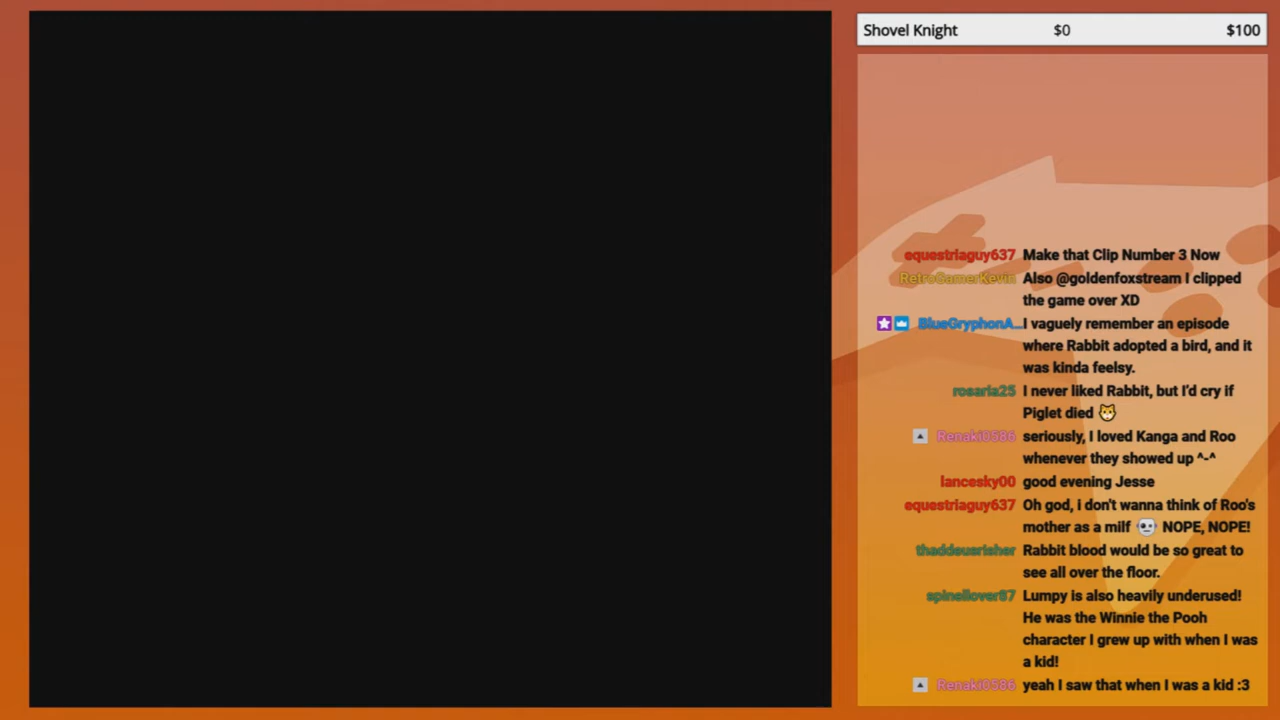 Shovel Knight $0 $100
equestriaguy637 Make that Clip Number 3 Now
RetroGamerKevin Also @goldenfoxstream I clipped
the game over XD
BlueGryphonA... I vaguely remember an episode
where Rabbit adopted a bird, and it
was kinda feelsy.
rosaria25 I never liked Rabbit, but I'd cry if
Piglet died
Renaki0586 seriously, I loved Kanga and Roo
whenever they showed up ^-^
lancesky00 good evening Jesse
equestriaguy637 Oh god, i don't wanna think of Roo's
mother as a milf NOPE, NOPE!
thaddeusrisher Rabbit blood would be so great to
see all over the floor.
spinellover87 Lumpy is also heavily underused!
He was the Winnie the Pooh
character I grew up with when I was
a kid!
Renaki0586 yeah I saw that when I was a kid :3